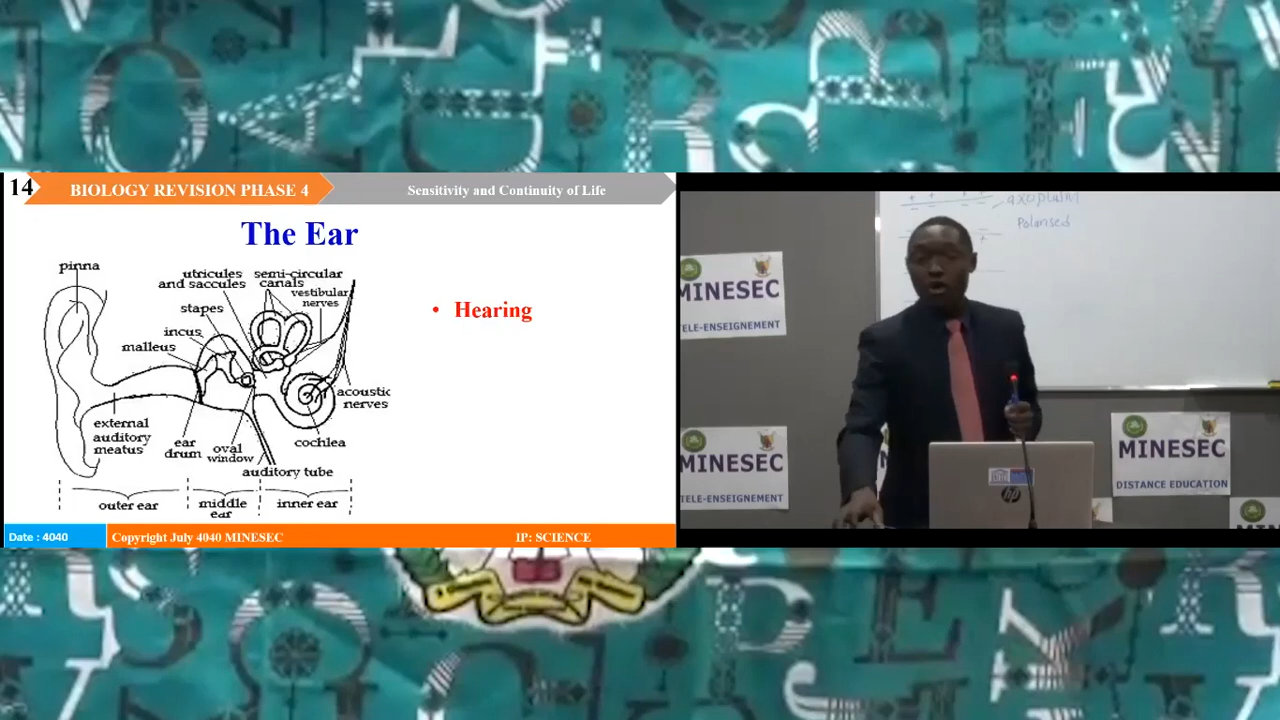 14
BIOLOGY REVISION PHASE 4
Sensitivity and Continuity of Life
The Ear
pinna
utricules
and saccules
semi-circular
canals
vestibular
nerves
stapes
incus
malleus
acoustic
nerves
external
auditory
meatus
ear
drum
oval
window
cochlea
auditory tube
outer ear
middle
ear
inner ear
• Hearing
Date : 4040
Copyright July 4040 MINESEC
IP: SCIENCE
axoplasm
Polarised
MINESEC
TELE-ENSEIGNEMENT
MINESEC
TELE-ENSEIGNEMENT
MINESEC
DISTANCE EDUCATION
MINESEC
hp